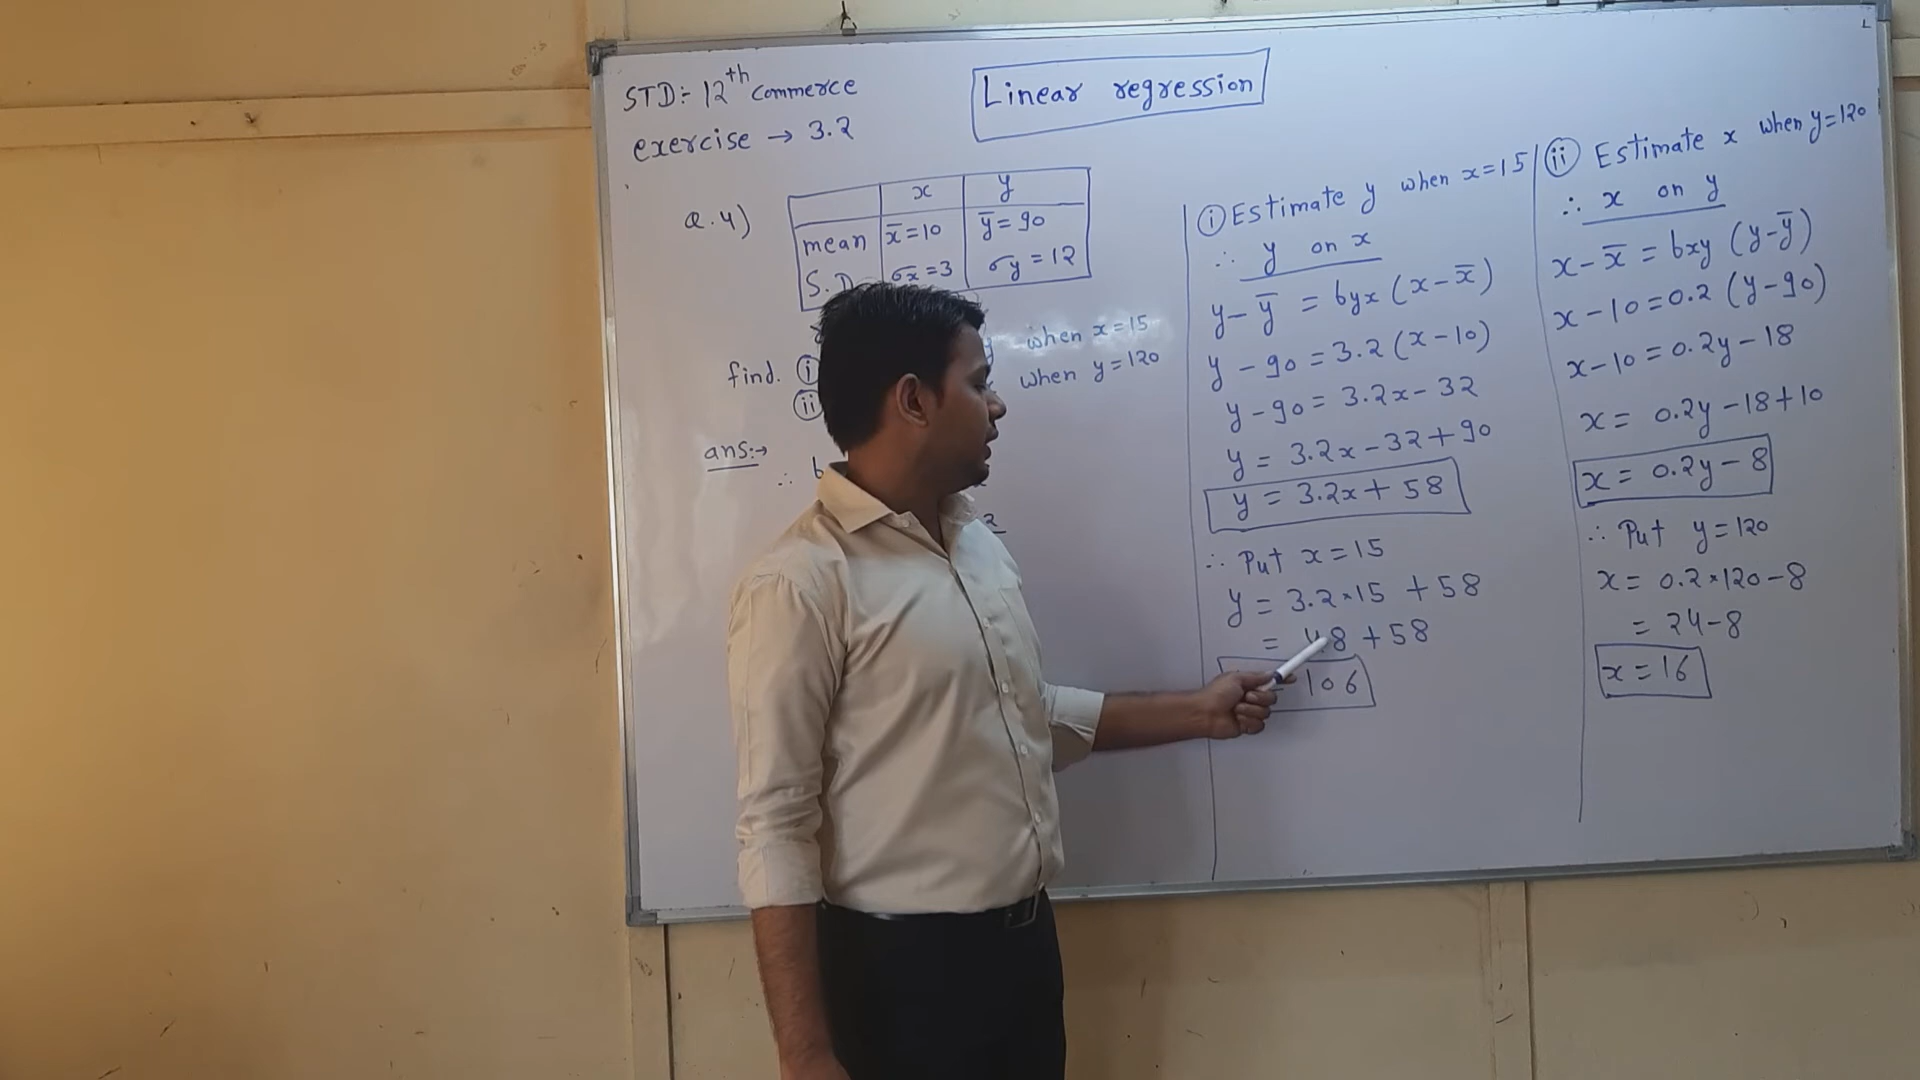 STD:- 12th Commerce
Linear regression
exercise → 3.2
Q.4)
x y
mean x̄=10 ȳ=90
S.D σx=3 σy=12
when x=15
find. (i)
when y=120
(ii)
ans:→
∴ b
2
(i) Estimate y when x=15
∴ y on x
y-ȳ = byx (x-x̄)
y-90 = 3.2 (x-10)
y-90 = 3.2x-32
y = 3.2x-32+90
y = 3.2x+58
∴ Put x=15
y = 3.2×15 +58
= 48+58
= 106
(ii) Estimate x when y=120
∴ x on y
x-x̄ = bxy (y-ȳ)
x-10=0.2 (y-90)
x-10=0.2y-18
x= 0.2y-18+10
x= 0.2y-8
∴ Put y=120
x= 0.2×120-8
= 24-8
x=16